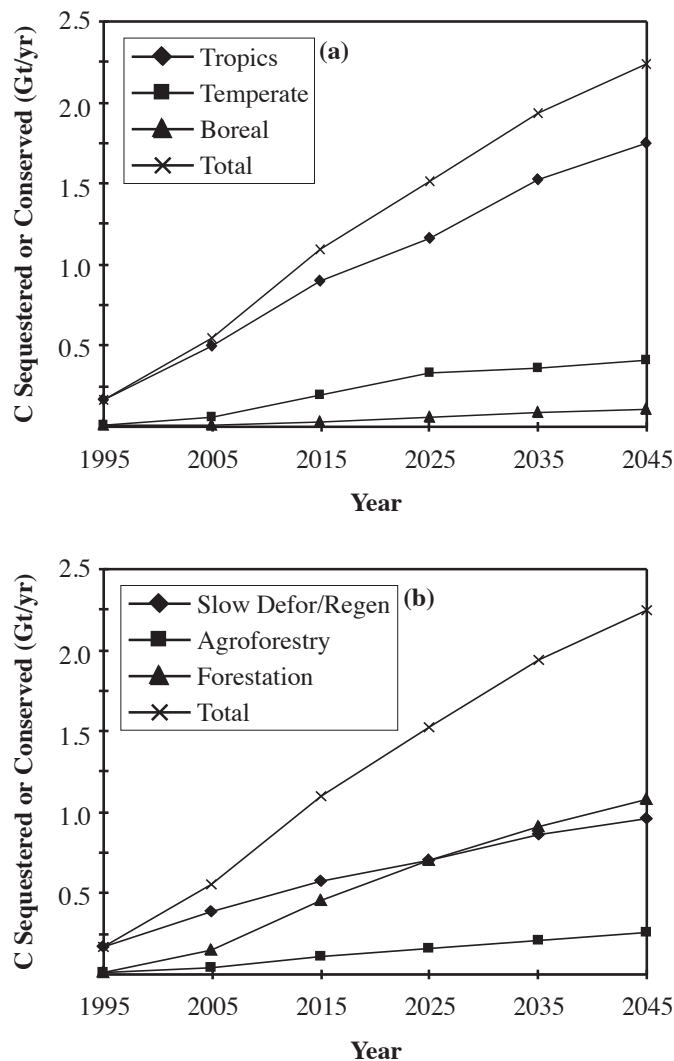 2.5
(a)
Tropics
Temperate
Boreal
Total
2.0
1.5
1.0
0.5
C Sequestered or Conserved (Gt/yr)
1995 2005 2015 2025 2035 2045
Year
2.5
(b)
Slow Defor/Regen
Agroforestry
Forestation
Total
2.0
1.5
1.0
0.5
C Sequestered or Conserved (Gt/yr)
1995 2005 2015 2025 2035 2045
Year